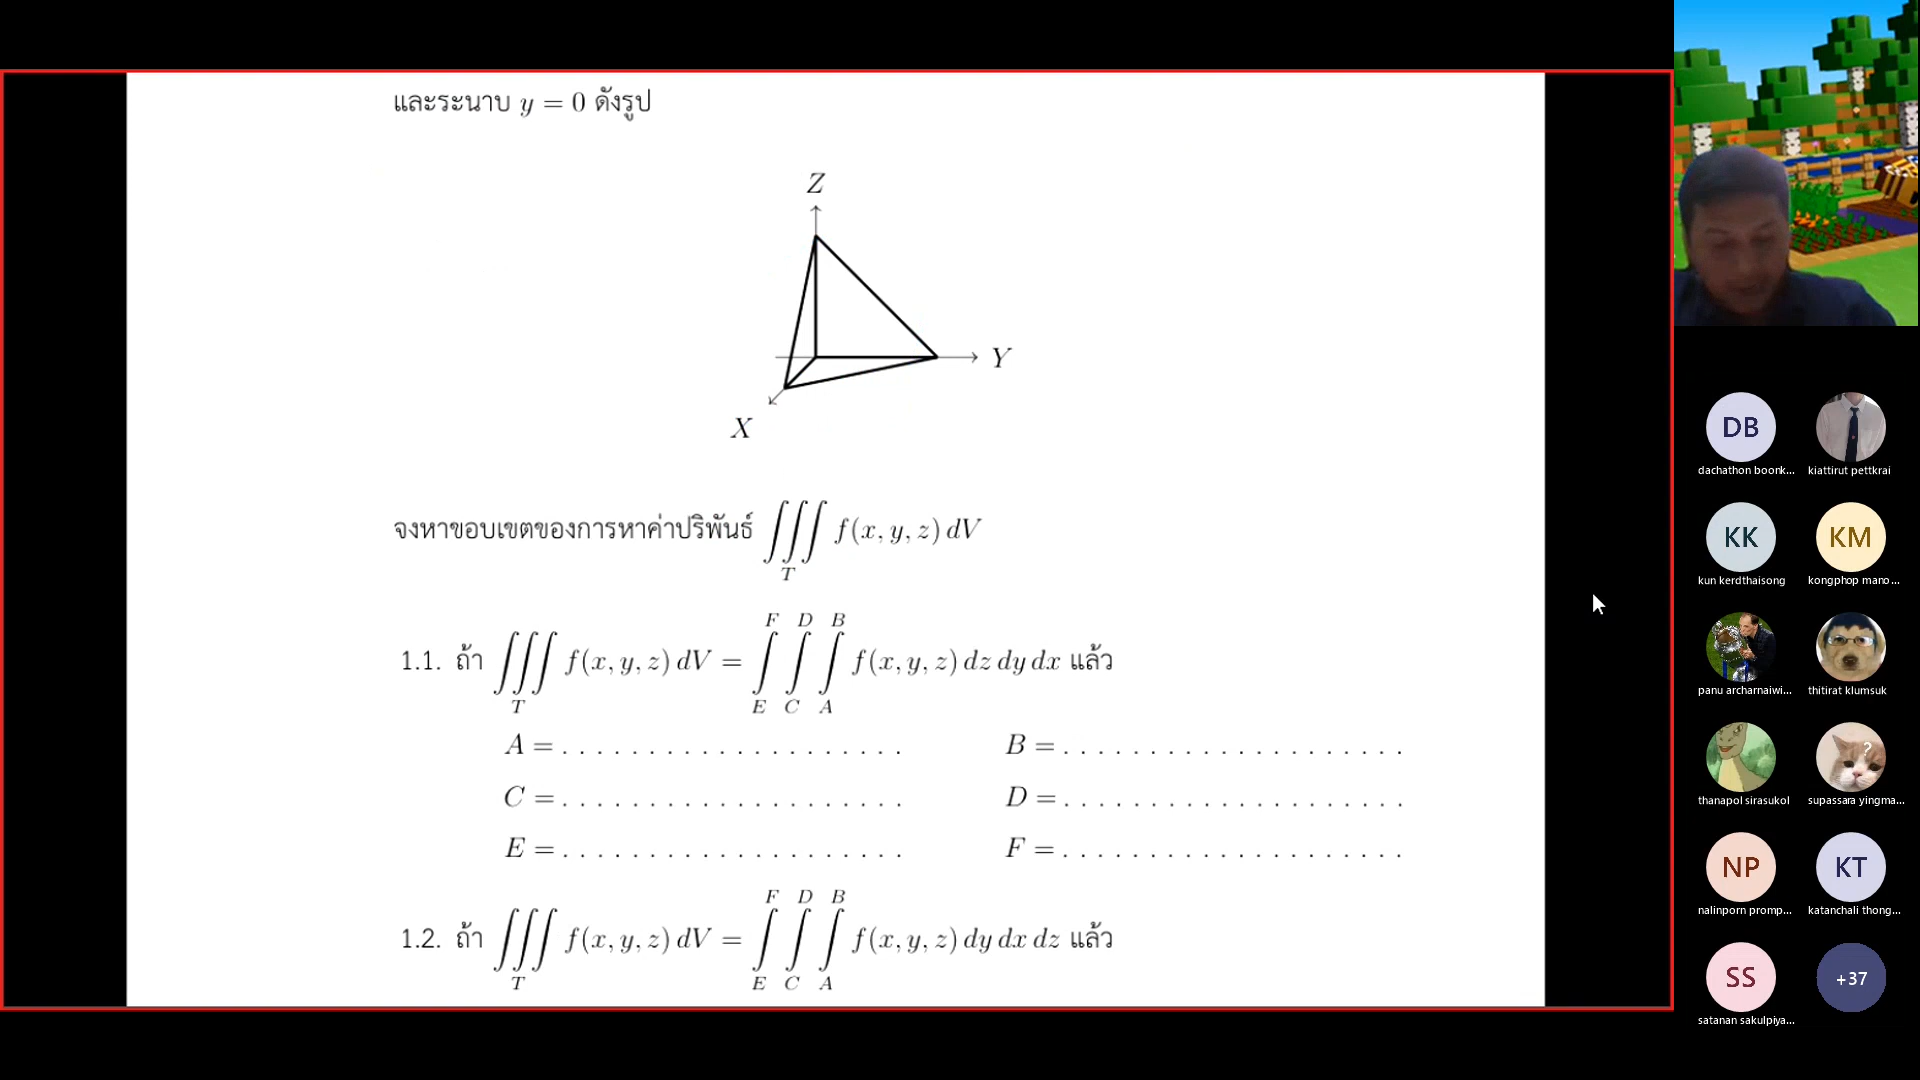 และระนาบ y = 0 ดังรูป
Z
Y
X
จงหาขอบเขตของการหาค่าปริพันธ์ ∭_T f(x, y, z) dV
1.1. ถ้า ∭_T f(x, y, z) dV = ∫_E^F ∫_C^D ∫_A^B f(x, y, z) dz dy dx แล้ว
A = . . . . . . . . . . . . . . . . . . . . B = . . . . . . . . . . . . . . . . . . . .
C = . . . . . . . . . . . . . . . . . . . . D = . . . . . . . . . . . . . . . . . . . .
E = . . . . . . . . . . . . . . . . . . . . F = . . . . . . . . . . . . . . . . . . . .
1.2. ถ้า ∭_T f(x, y, z) dV = ∫_E^F ∫_C^D ∫_A^B f(x, y, z) dy dx dz แล้ว
DB
dachathon boonk...
kiattirut pettkrai
KK
kun kerdthaisong
KM
kongphop mano...
panu archarnaiwi...
thitirat klumsuk
thanapol sirasukol
?
supassara yingma...
NP
nalinporn promp...
KT
katanchali thong...
SS
satanan sakulpiya...
+37